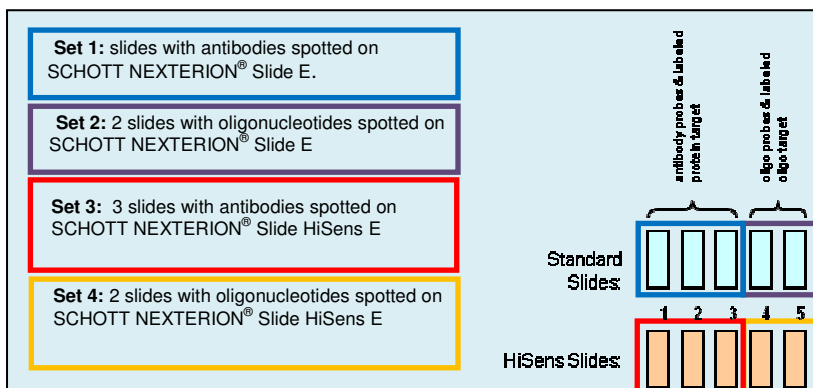 Set 1: slides with antibodies spotted on
SCHOTT NEXTERION® Slide E.
Set 2: 2 slides with oligonucleotides spotted on
SCHOTT NEXTERION® Slide E
Set 3: 3 slides with antibodies spotted on
SCHOTT NEXTERION® Slide HiSens E
Set 4: 2 slides with oligonucleotides spotted on
SCHOTT NEXTERION® Slide HiSens E
antibody probes & labeled
protein target
oligo probes & labeled
oligo target
Standard
Slides:
1 2 3 4 5
HiSens Slides: